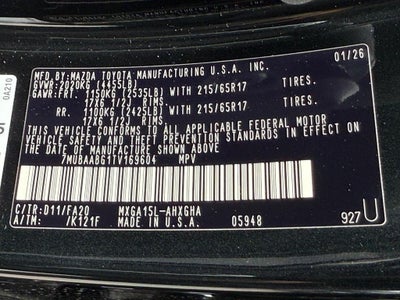 MFD. BY: MAZDA TOYOTA MANUFACTURING U.S.A. INC.
GVWR: 2020KG (4455LB) 01/26
GAWR: FRT. 1150KG (2535LB) WITH 215/65R17 Tires
17X6 1/2J RIMS.
RR. 1100KG (2425LB) WITH 215/65R17 Tires
17X6 1/2J RIMS.
THIS VEHICLE CONFORMS TO ALL APPLICABLE FEDERAL MOTOR
VEHICLE SAFETY AND THEFT PREVENTION STANDARDS IN EFFECT
ON THE DATE OF MANUFACTURE SHOWN ABOVE.
7MUBAABG1TV169604 MPV
C/TR: D11/FA20 MXGA15L-AHXGHA
A/TM: /K121F MADE IN U.S.A. 05948 927 U
0A210